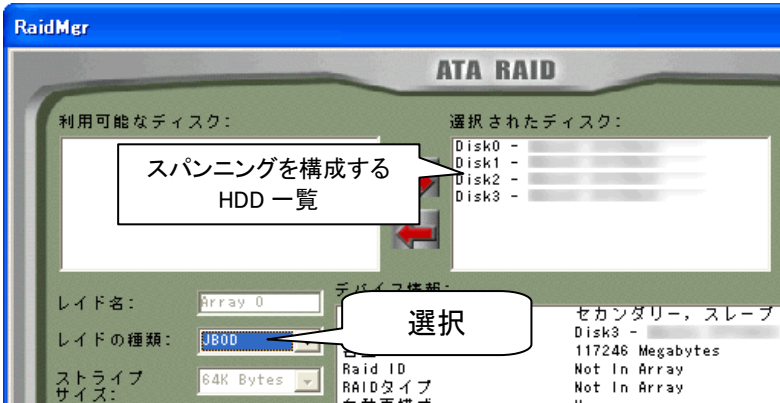 RaidMgr
ATA RAID
利用可能なディスク:
選択されたディスク:
スパンニングを構成する
HDD 一覧
Disk0 -
Disk1 -
Disk2 -
Disk3 -
レイド名:
Array 0
レイドの種類:
JBOD
選択
ストライプ
サイズ:
64K Bytes
デバイス情報:
セカンダリー, スレーブ
Disk3 -
117246 Megabytes
Raid ID
Not In Array
RAIDタイプ
Not In Array